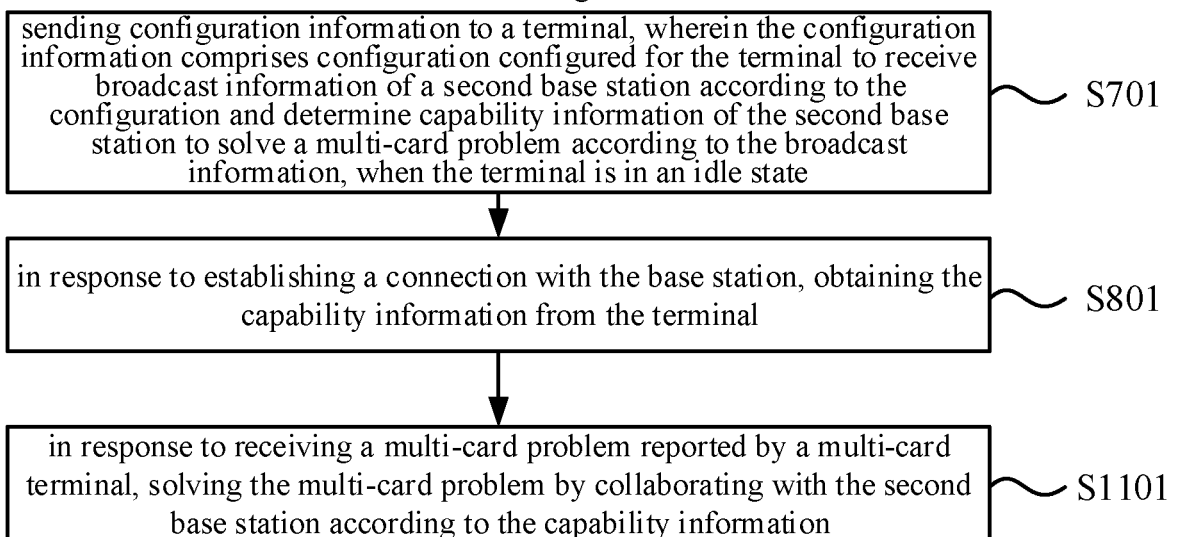 sending configuration information to a terminal, wherein the configuration
information comprises configuration configured for the terminal to receive
broadcast information of a second base station according to the
configuration and determine capability information of the second base
station to solve a multi-card problem according to the broadcast
information, when the terminal is in an idle state
S701
in response to establishing a connection with the base station, obtaining the
capability information from the terminal
S801
in response to receiving a multi-card problem reported by a multi-card
terminal, solving the multi-card problem by collaborating with the second
base station according to the capability information
S1101